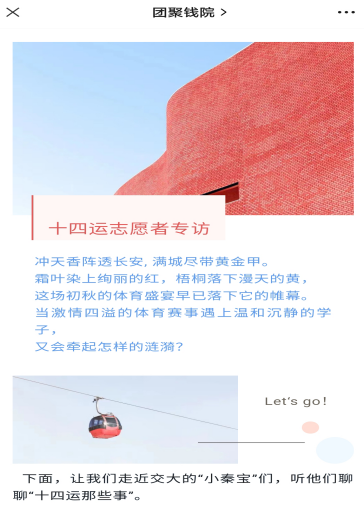 团聚钱院 >
十四运志愿者专访
冲天香阵透长安, 满城尽带黄金甲。
霜叶染上绚丽的红，梧桐落下漫天的黄，
这场初秋的体育盛宴早已落下它的帷幕。
当激情四溢的体育赛事遇上温和沉静的学
子，
又会牵起怎样的涟漪?
Let's go!
下面，让我们走近交大的“小秦宝”们，听他们聊
聊“十四运那些事”。